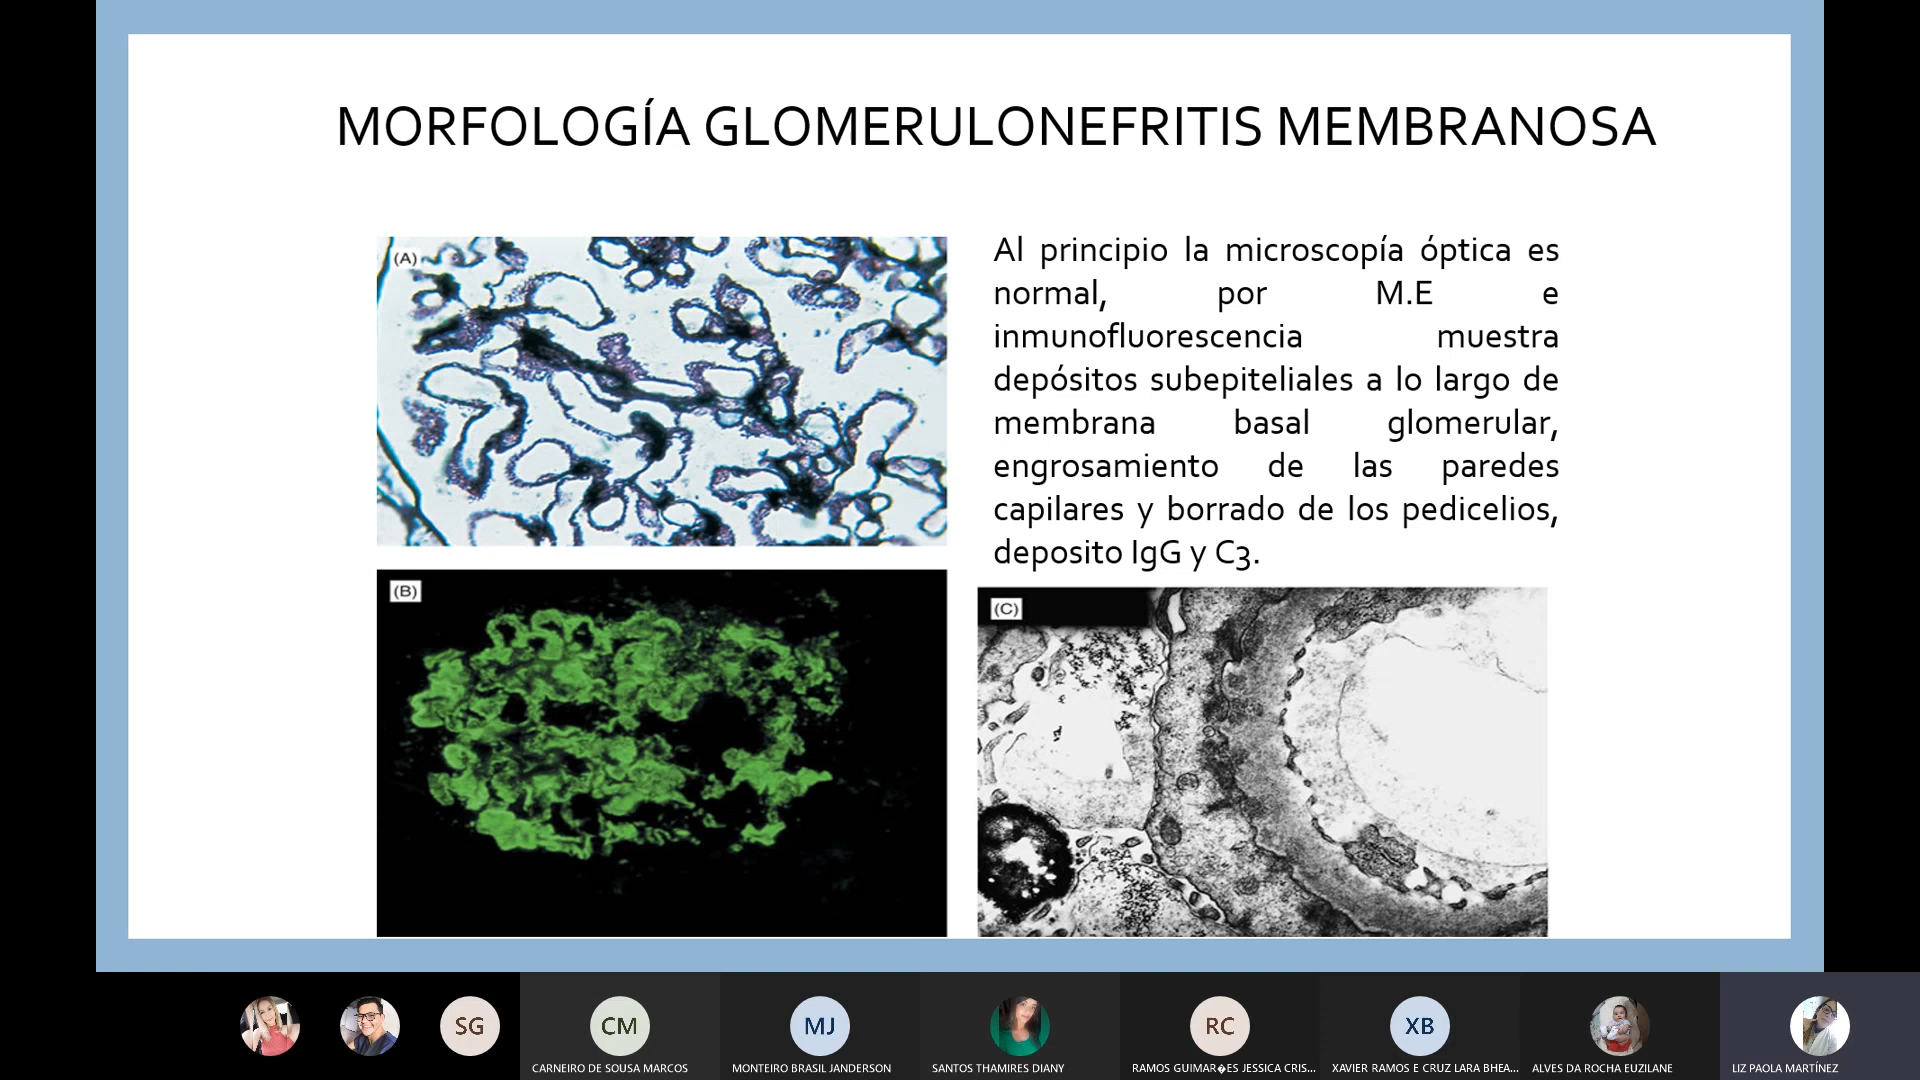 MORFOLOGÍA GLOMERULONEFRITIS MEMBRANOSA
(A)
Al principio la microscopía óptica es
normal, por M.E e
inmunofluorescencia muestra
depósitos subepiteliales a lo largo de
membrana basal glomerular,
engrosamiento de las paredes
capilares y borrado de los pedicelios,
deposito IgG y C3.
(B)
(C)
SG
CM
MJ
RC
XB
CARNEIRO DE SOUSA MARCOS
MONTEIRO BRASIL JANDERSON
SANTOS THAMIRES DIANY
RAMOS GUIMAR�ES JESSICA CRIS...
XAVIER RAMOS E CRUZ LARA BHEA...
ALVES DA ROCHA EUZILANE
LIZ PAOLA MARTÍNEZ